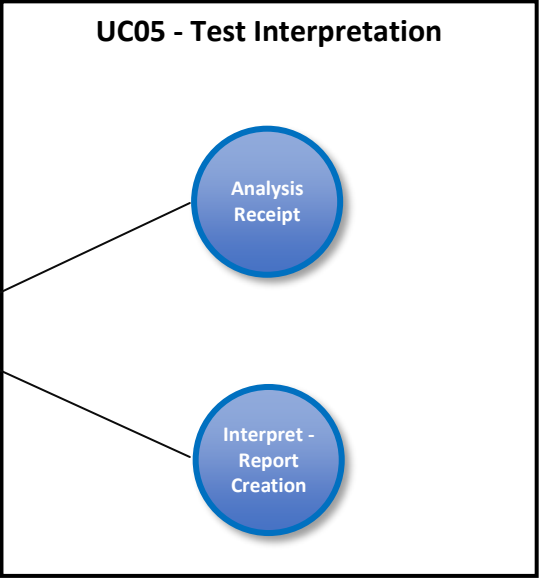 UC05 - Test Interpretation
Analysis
Receipt
Interpret -
Report
Creation